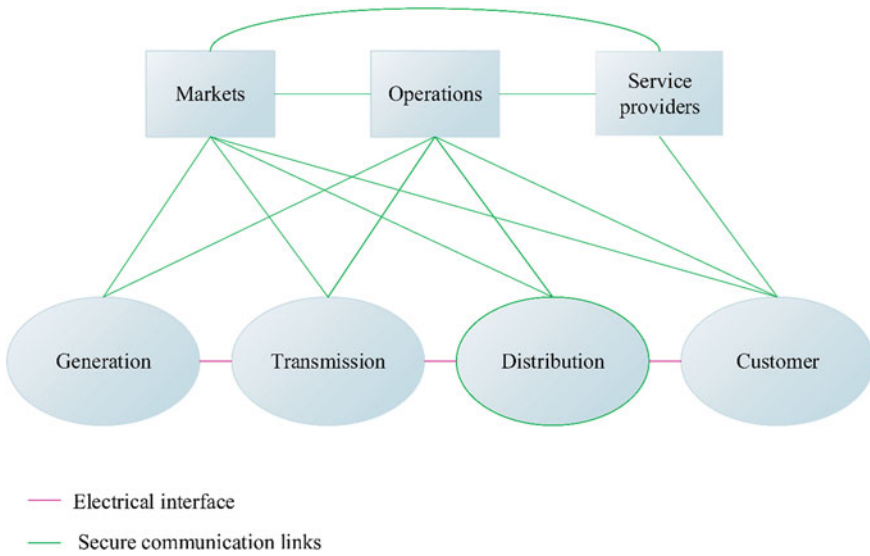 Markets
Operations
Service
providers
Generation
Transmission
Distribution
Customer
Electrical interface
Secure communication links